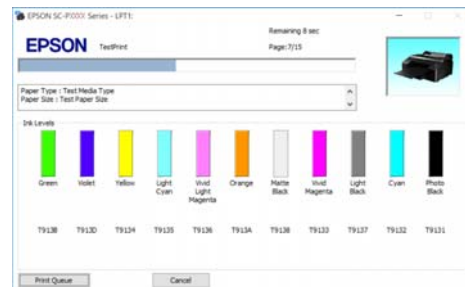 EPSON SC-PXXXX Series - LPT1:
EPSON
TestPrint
Remaining 8 sec
Page: 7/15
Paper Type : Test Media Type
Paper Size : Test Paper Size
Ink Levels
Green Violet Yellow Light Cyan Vivid Light Magenta Orange Matte Black Vivid Magenta Light Black Cyan Photo Black
T913B T913D T9134 T9135 T9136 T913A T9138 T9133 T9137 T9132 T9131
Print Queue Cancel